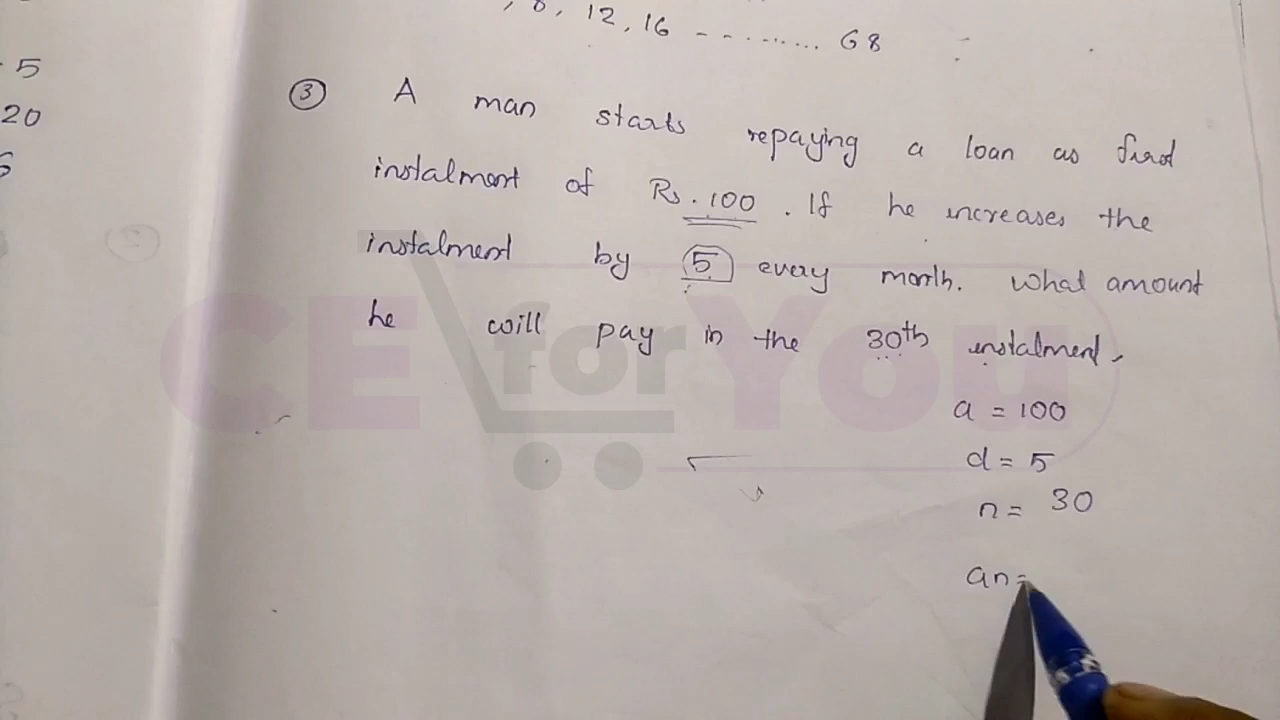 , 8, 12, 16 - - - ...... 68
5
20
③ A man starts repaying a loan as first
instalment of Rs. 100. If he increases the
instalment by 5 every month. What amount
he will pay in the 30th instalment.
a = 100
d = 5
n = 30
an =
CE for You